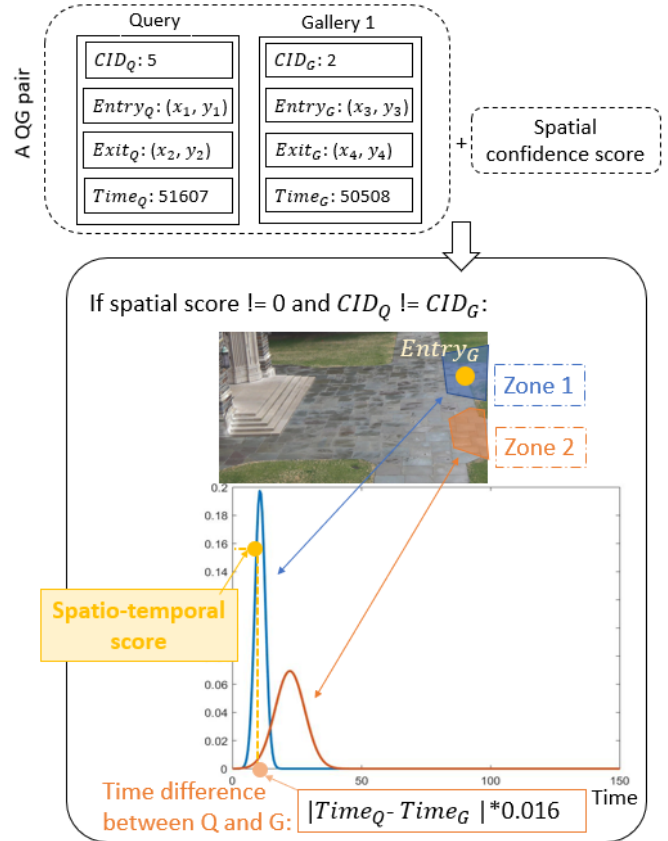 Query
Gallery 1
A QG pair
CID_Q: 5
CID_G: 2
Entry_Q: (x_1, y_1)
Entry_G: (x_3, y_3)
Exit_Q: (x_2, y_2)
Exit_G: (x_4, y_4)
Time_Q: 51607
Time_G: 50508
+
Spatial
confidence score
If spatial score != 0 and CID_Q != CID_G:
Entry_G
Zone 1
Zone 2
0.2
0.18
0.16
0.14
Spatio-temporal
score
0.06
0.04
0.02
0
0
50
100
150
Time
Time difference
between Q and G:
|Time_Q - Time_G |*0.016